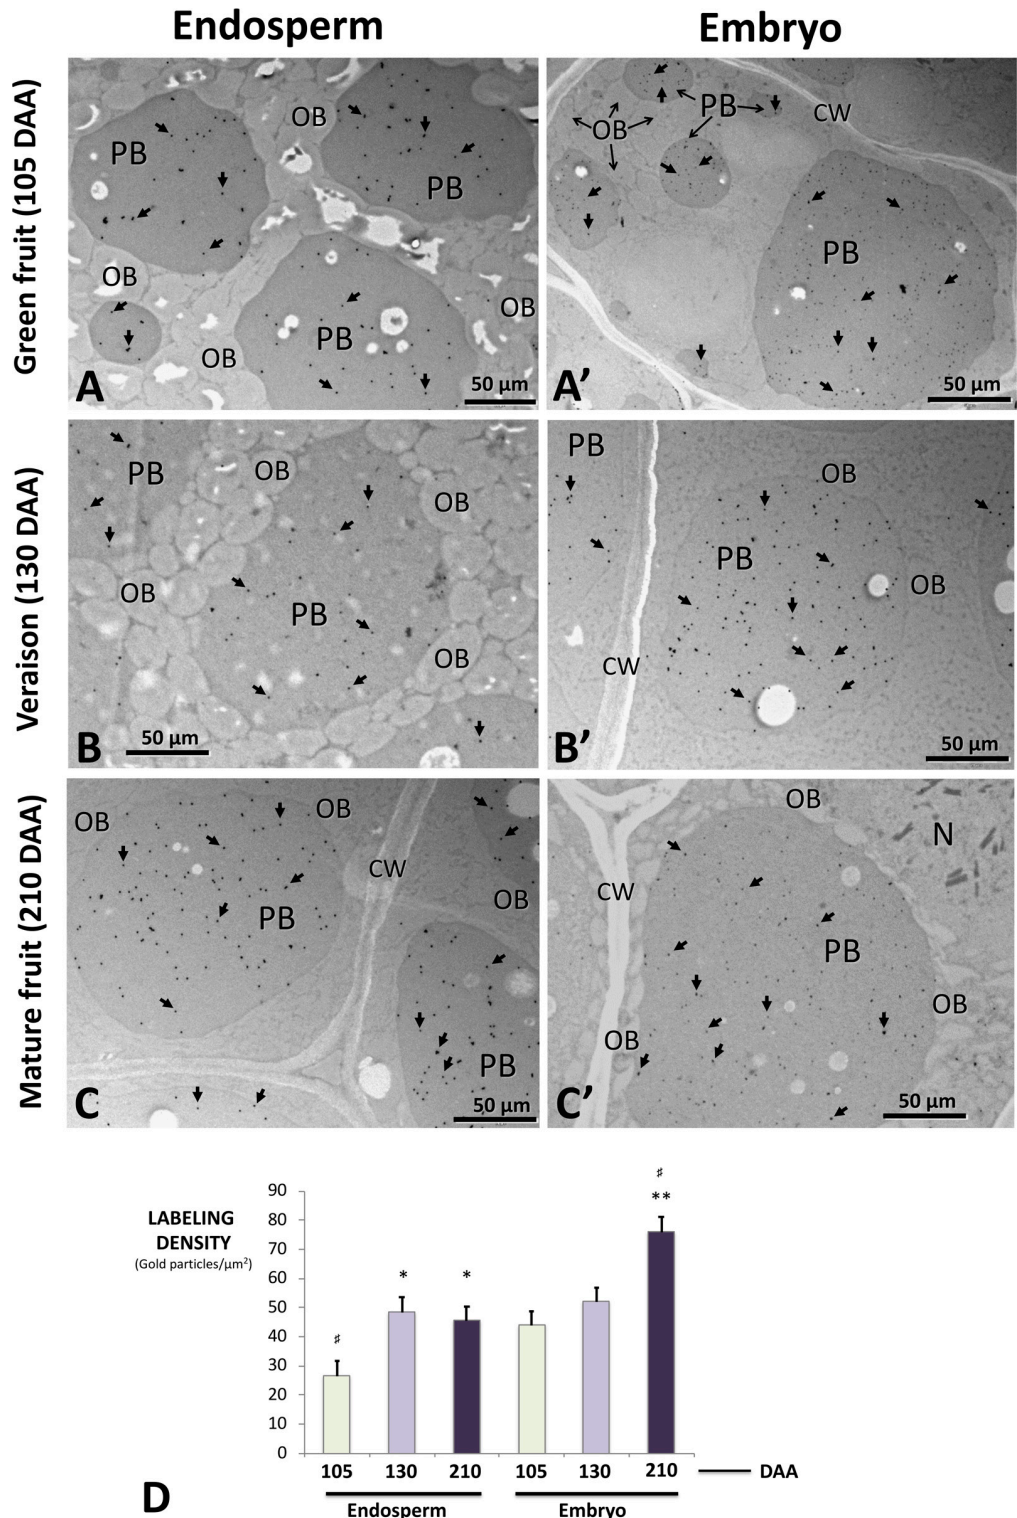 Endosperm
Embryo
Green fruit (105 DAA)
PB
OB
PB
OB
PB
OB
OB
A
50 µm
PB
OB
CW
PB
A’
50 µm
Veraison (130 DAA)
PB
OB
OB
OB
PB
OB
B
50 µm
PB
OB
PB
OB
CW
B’
50 µm
Mature fruit (210 DAA)
OB
OB
CW
PB
OB
PB
C
50 µm
OB
N
CW
PB
OB
OB
C’
50 µm
LABELING
DENSITY
(Gold particles/µm²)
90
80
70
60
50
40
30
20
10
0
♯
*
*
♯
**
105 130 210 105 130 210 DAA
Endosperm Embryo
D